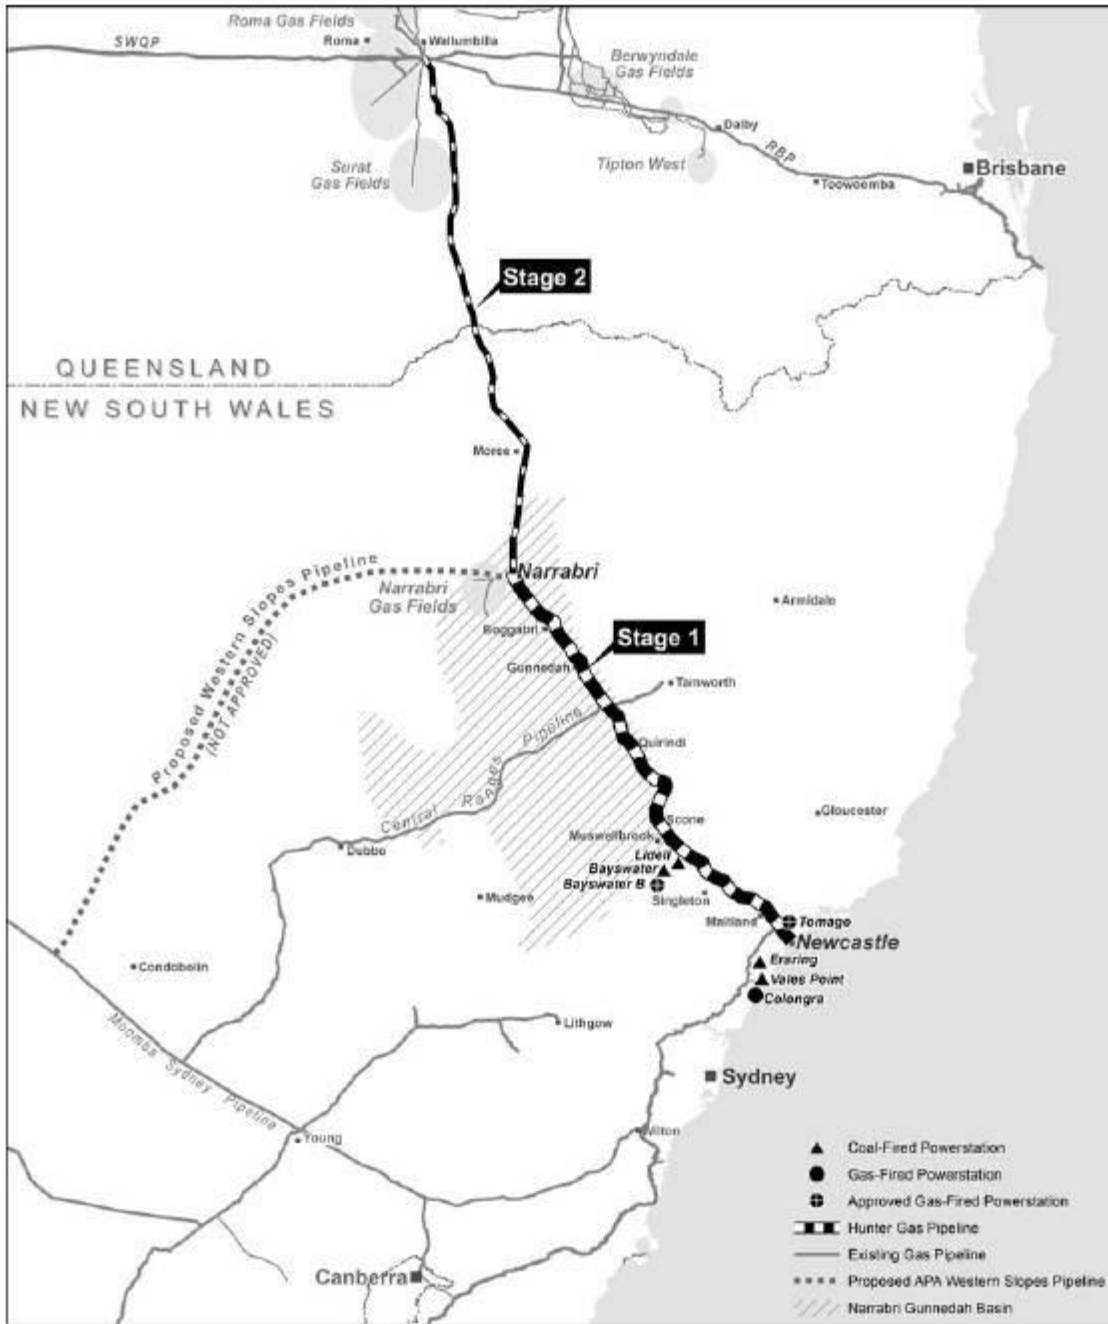 Roma Gas Fields
SWQP
Roma
Wallumbilla
Berwyndale
Gas Fields
Dalby
RBP
Surat
Gas Fields
Tipton West
Toowoomba
Brisbane
Stage 2
QUEENSLAND
NEW SOUTH WALES
Moree
Narrabri
Proposed Western Slopes Pipeline
(NOT APPROVED)
Narrabri
Gas Fields
Armidale
Boggabri
Stage 1
Gunnedah
Tamworth
Central Ranges Pipeline
Quirindi
Gloucester
Scone
Muswellbrook
Dubbo
Lidell
Bayswater
Bayswater B
Mudgee
Singleton
Maitland
Tomago
Newcastle
Eraring
Condobolin
Vales Point
Colongra
Lithgow
Moomba Sydney Pipeline
Sydney
Young
Wilton
Coal-Fired Powerstation
Gas-Fired Powerstation
Approved Gas-Fired Powerstation
Hunter Gas Pipeline
Existing Gas Pipeline
Canberra
Proposed APA Western Slopes Pipeline
Narrabri Gunnedah Basin